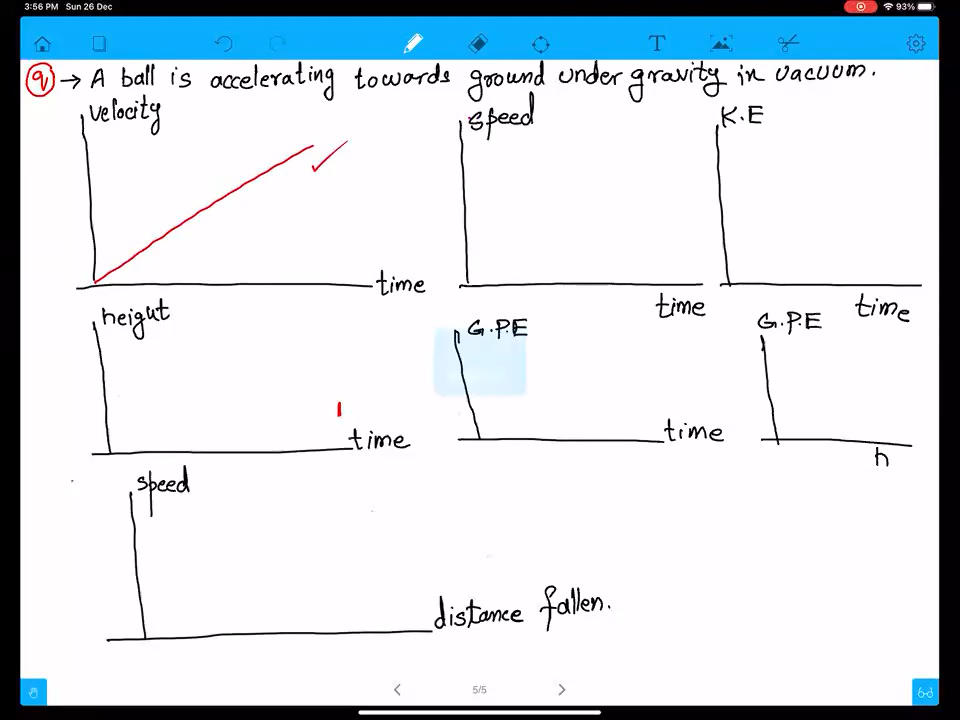 3:56 PM Sun 26 Dec 93%
T
q → A ball is accelerating towards ground under gravity in vacuum.
velocity speed K.E
time time time
height G.P.E G.P.E
time time h
speed
distance fallen.
5/5